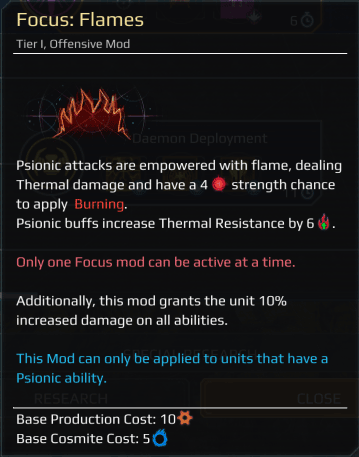 Focus: Flames
6
Tier I, Offensive Mod
Daemon Deployment
Psionic attacks are empowered with flame, dealing
Thermal damage and have a 4 strength chance
to apply Burning.
Psionic buffs increase Thermal Resistance by 6.
Only one Focus mod can be active at a time.
Additionally, this mod grants the unit 10%
increased damage on all abilities.
This Mod can only be applied to units that have a
Psionic ability.
RESEARCH
CLOSE
Base Production Cost: 10
Base Cosmite Cost: 5